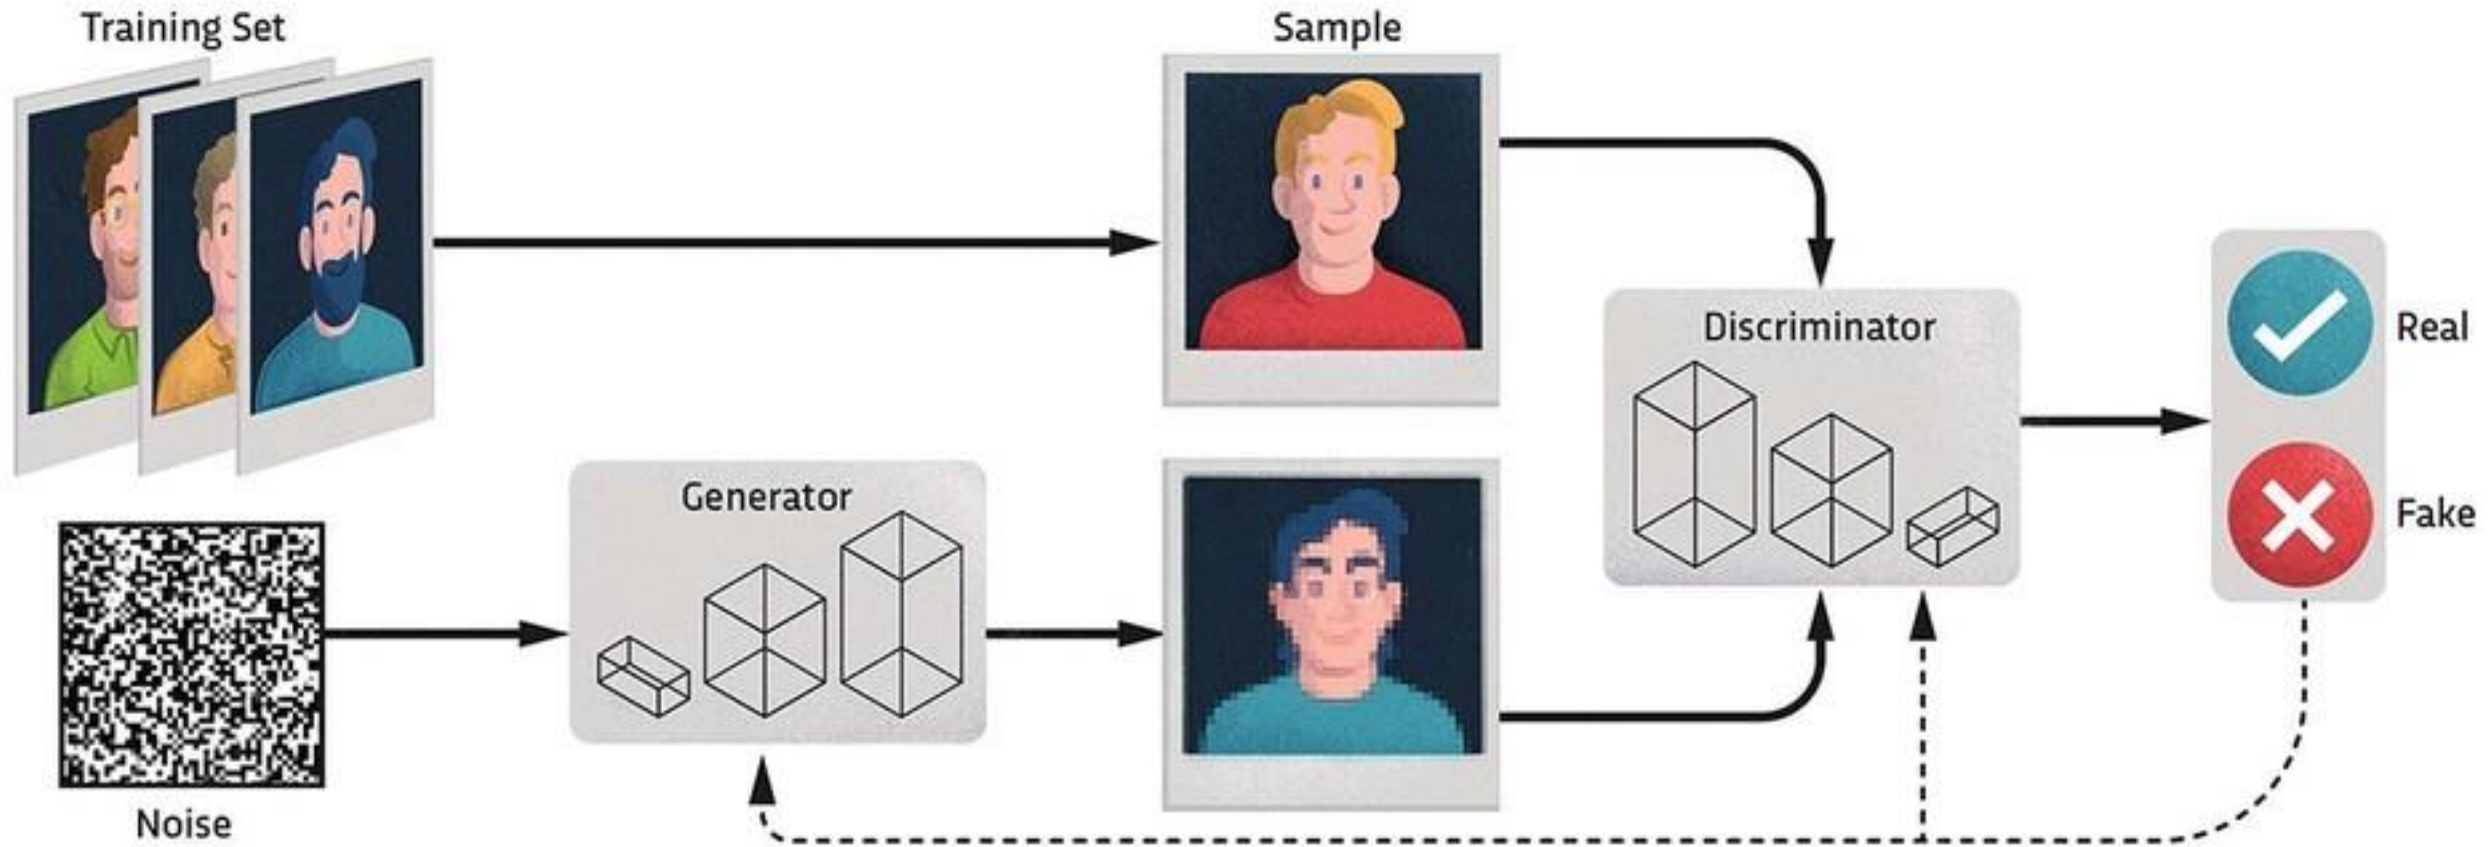 Training Set
Sample
Discriminator
Real
Generator
Fake
Noise